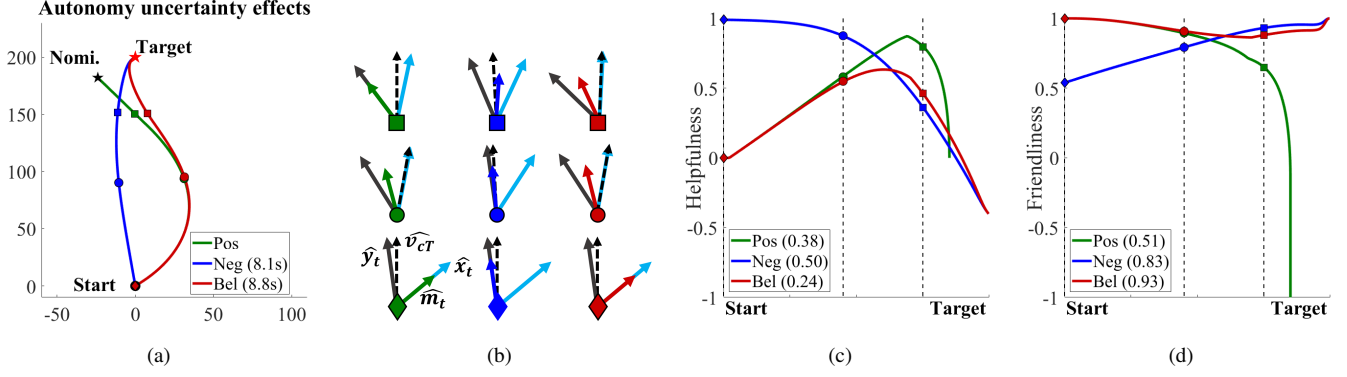 Autonomy uncertainty effects
200
150
100
50
0
-50
0
50
100
Nomi.
Target
Start
Pos
Neg (8.1s)
Bel (8.8s)
(a)
ŷₜ
v̂_cT
x̂ₜ
m̂ₜ
(b)
Helpfulness
1
0.5
0
-0.5
-1
Pos (0.38)
Neg (0.50)
Bel (0.24)
Start
Target
(c)
Friendliness
1
0.5
0
-0.5
-1
Pos (0.51)
Neg (0.83)
Bel (0.93)
Start
Target
(d)